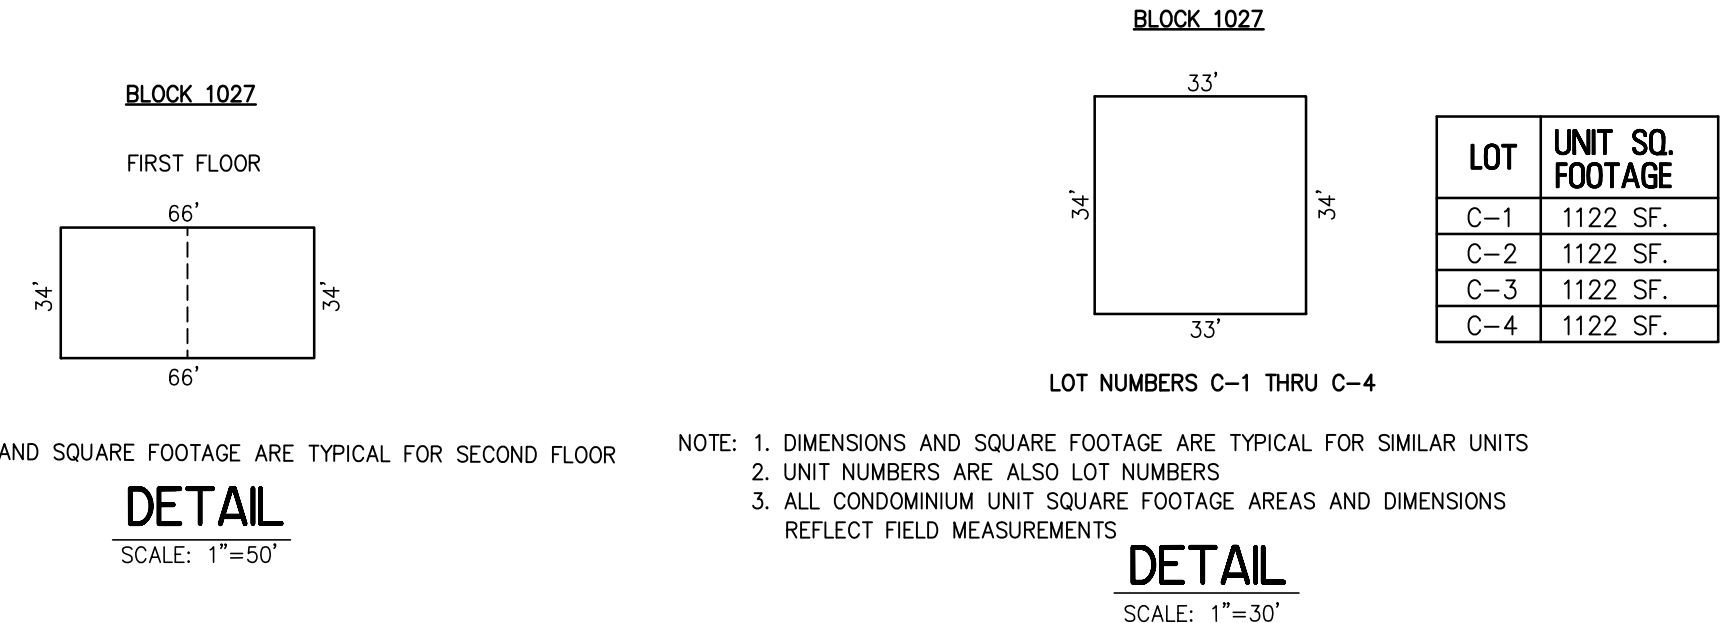 BLOCK 1027
FIRST FLOOR
66'
34'
34'
66'
AND SQUARE FOOTAGE ARE TYPICAL FOR SECOND FLOOR
DETAIL
SCALE: 1"=50'
BLOCK 1027
33'
34'
34'
33'
LOT NUMBERS C-1 THRU C-4
LOT UNIT SQ. FOOTAGE
C-1 1122 SF.
C-2 1122 SF.
C-3 1122 SF.
C-4 1122 SF.
NOTE: 1. DIMENSIONS AND SQUARE FOOTAGE ARE TYPICAL FOR SIMILAR UNITS
2. UNIT NUMBERS ARE ALSO LOT NUMBERS
3. ALL CONDOMINIUM UNIT SQUARE FOOTAGE AREAS AND DIMENSIONS
REFLECT FIELD MEASUREMENTS
DETAIL
SCALE: 1"=30'